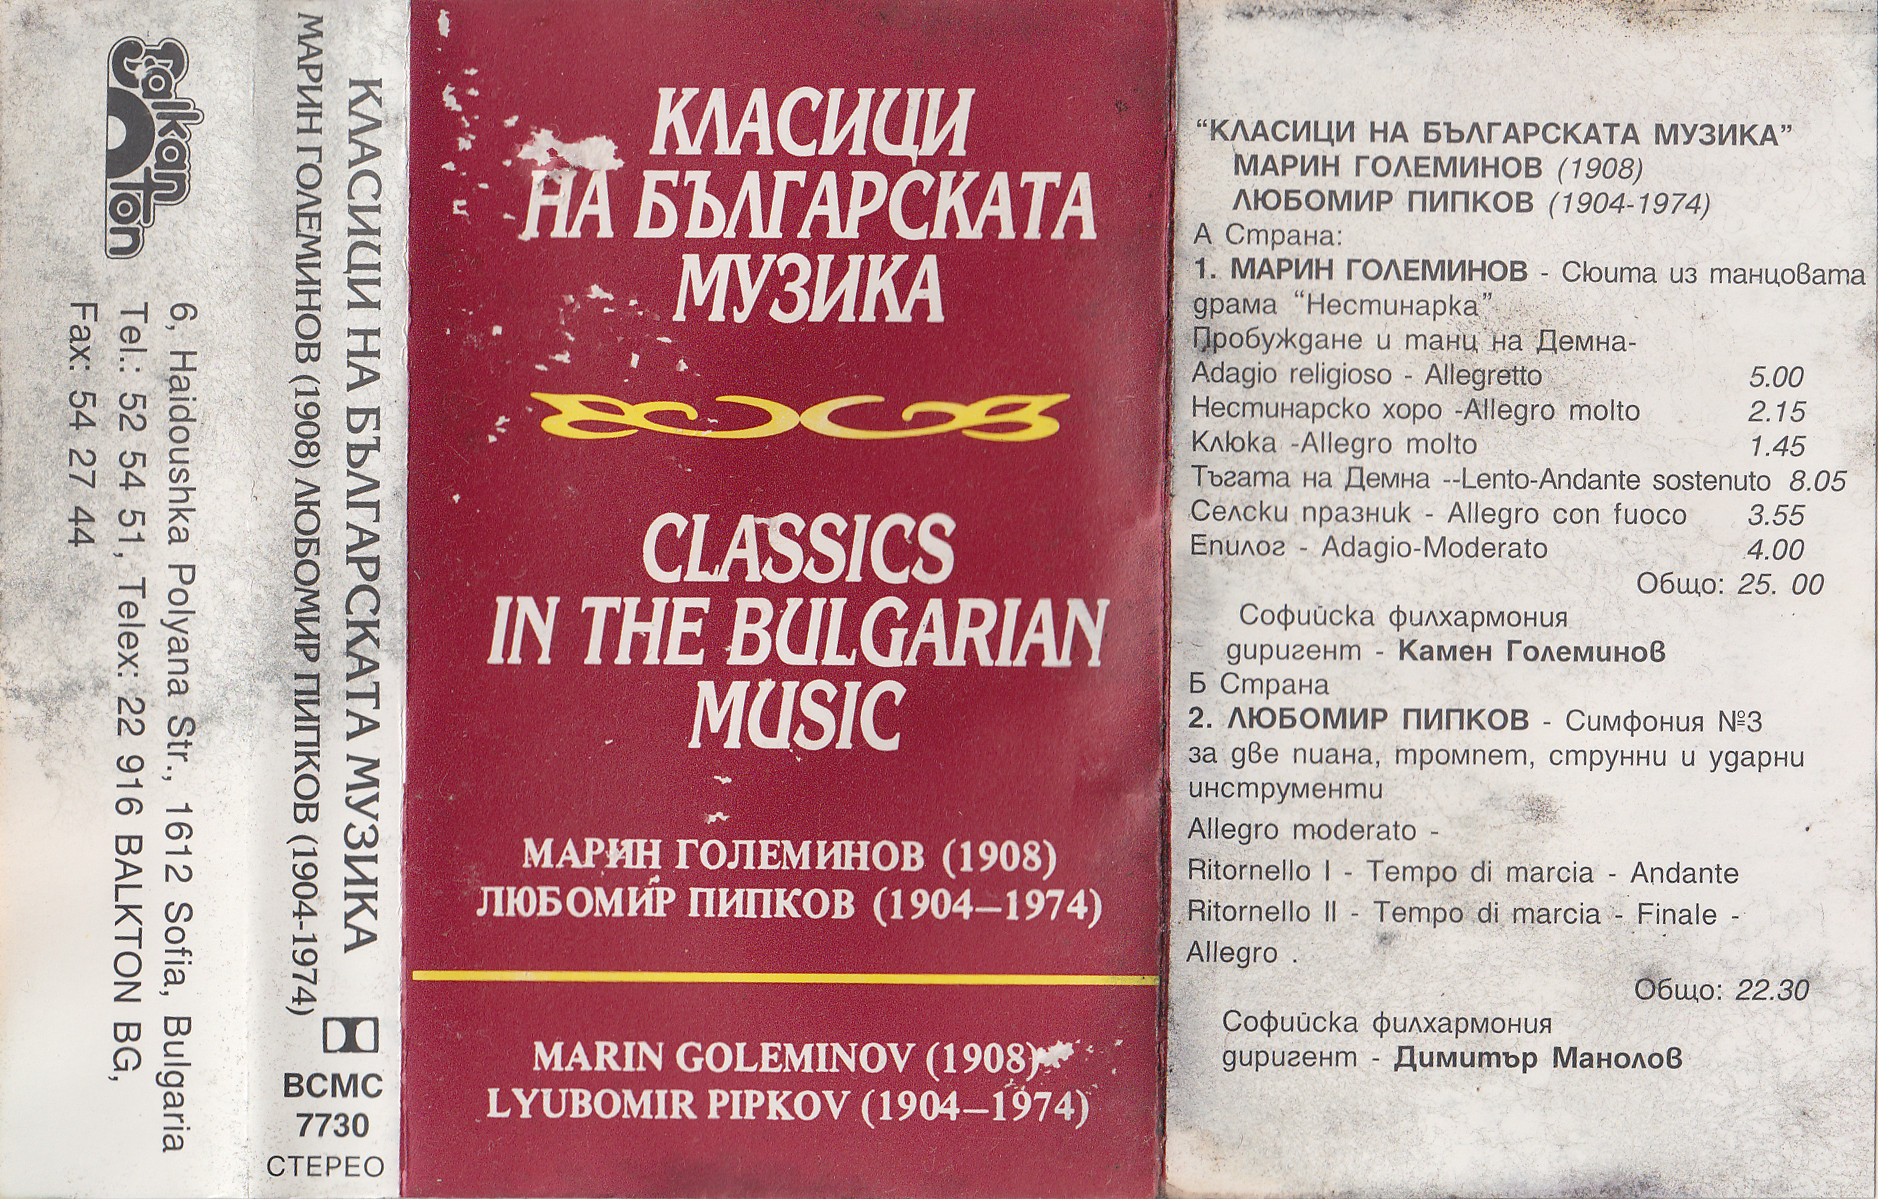 Balkanton
6, Haidoushka Polyana Str., 1612 Sofia, Bulgaria
Tel.: 52 54 51, Telex: 22 916 BALKTON BG,
Fax: 54 27 44
КЛАСИЦИ НА БЪЛГАРСКАТА МУЗИКА
МАРИН ГОЛЕМИНОВ (1908) ЛЮБОМИР ПИПКОВ (1904-1974)
ВСМС
7730
СТЕРЕО
КЛАСИЦИ
НА БЪЛГАРСКАТА
МУЗИКА
CLASSICS
IN THE BULGARIAN
MUSIC
МАРИН ГОЛЕМИНОВ (1908)
ЛЮБОМИР ПИПКОВ (1904—1974)
MARIN GOLEMINOV (1908)
LYUBOMIR PIPKOV (1904—1974)
“КЛАСИЦИ НА БЪЛГАРСКАТА МУЗИКА”
МАРИН ГОЛЕМИНОВ (1908)
ЛЮБОМИР ПИПКОВ (1904-1974)
А Страна:
1. МАРИН ГОЛЕМИНОВ - Сюита из танцовата
драма “Нестинарка”
Пробуждане и танц на Демна-
Adagio religioso - Allegretto 5.00
Нестинарско хоро -Allegro molto 2.15
Клюка -Allegro molto 1.45
Тъгата на Демна --Lento-Andante sostenuto 8.05
Селски празник - Allegro con fuoco 3.55
Епилог - Adagio-Moderato 4.00
Общо: 25. 00
Софийска филхармония
диригент - Камен Големинов
Б Страна
2. ЛЮБОМИР ПИПКОВ - Симфония №3
за две пиана, тромпет, струнни и ударни
инструменти
Allegro moderato -
Ritornello I - Tempo di marcia - Andante
Ritornello II - Tempo di marcia - Finale -
Allegro .
Общо: 22.30
Софийска филхармония
диригент - Димитър Манолов